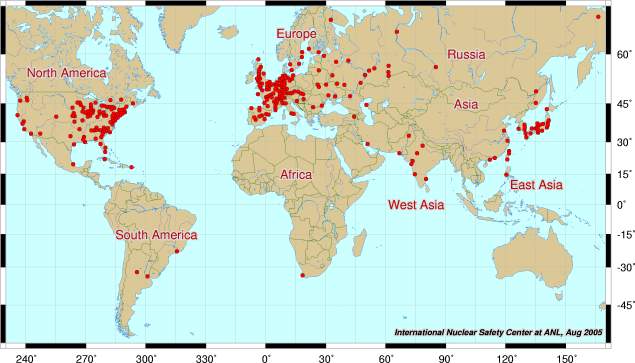 Europe
Russia
North America
Asia
Africa
East Asia
West Asia
South America
International Nuclear Safety Center at ANL, Aug 2005
60°
45°
30°
15°
0°
-15°
-30°
-45°
240°
270°
300°
330°
0°
30°
60°
90°
120°
150°